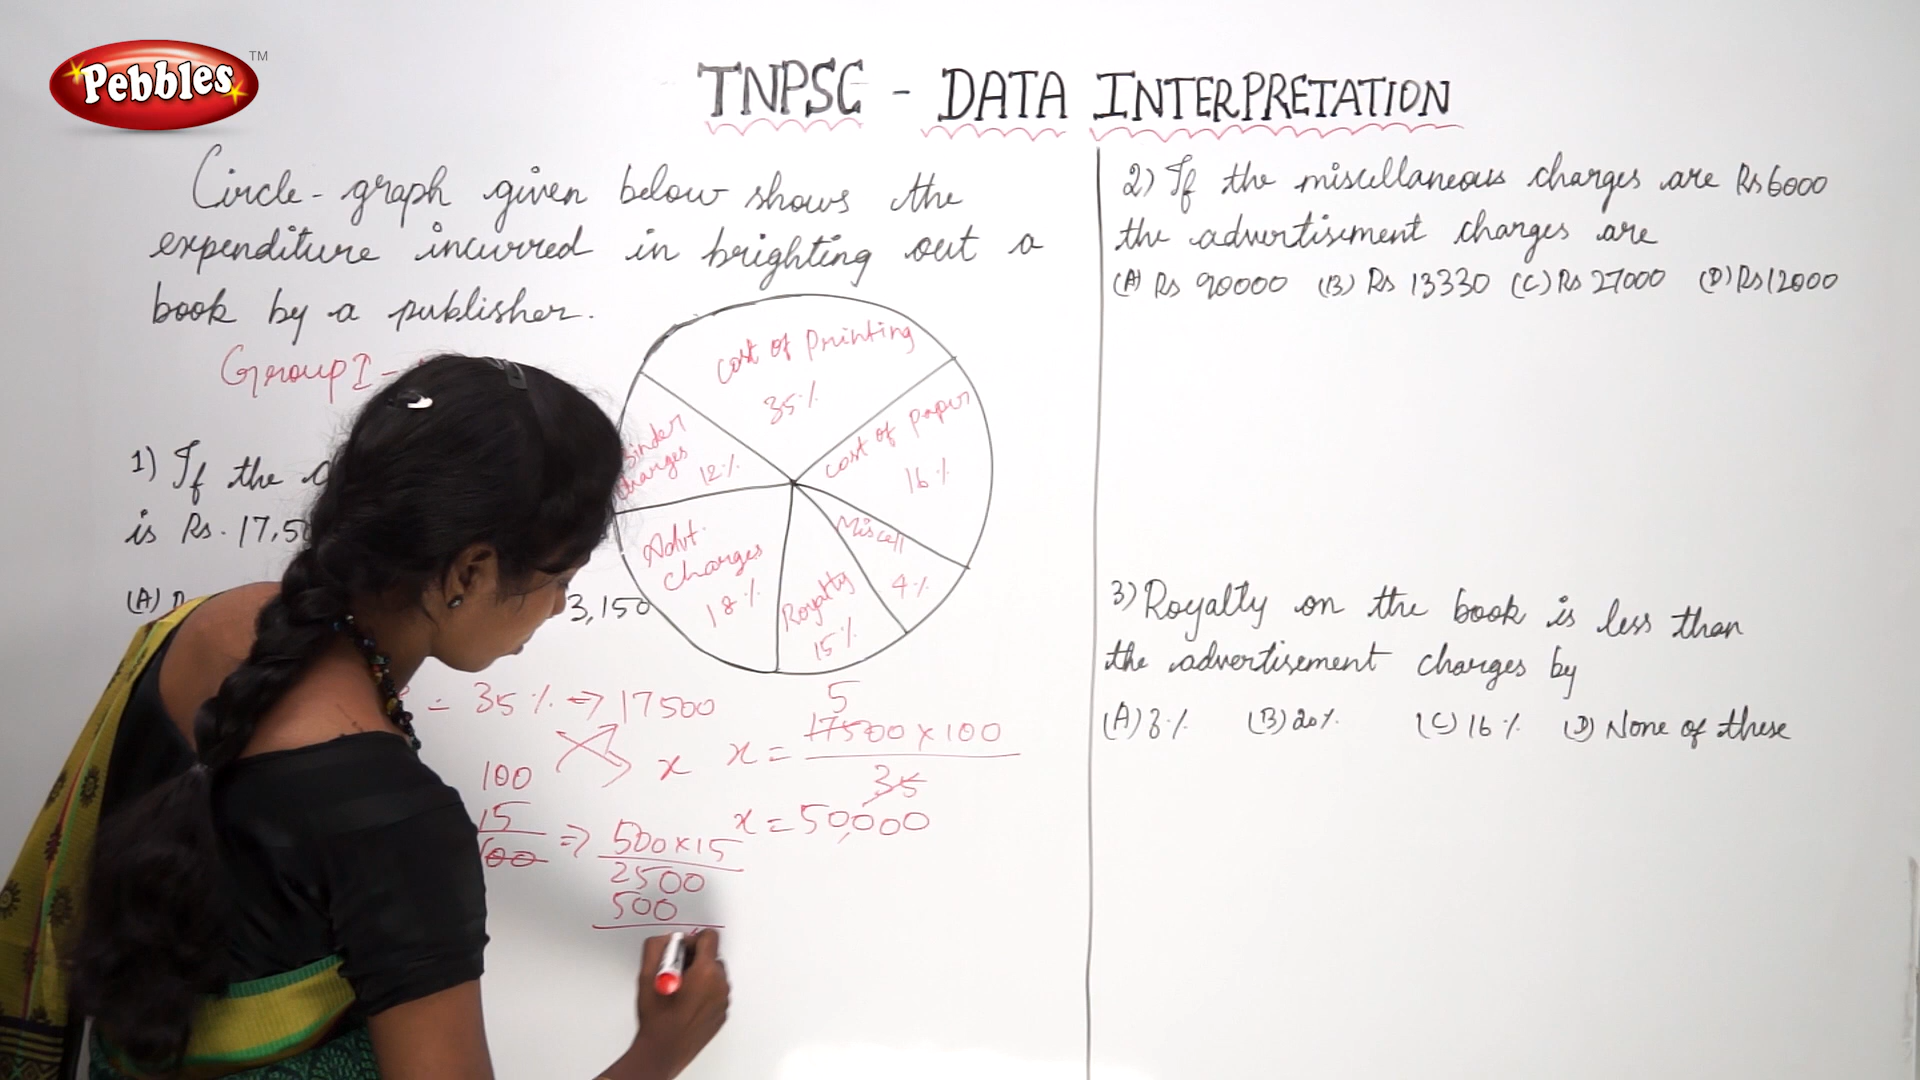 Pebbles TM
TNPSC - DATA INTERPRETATION
Circle-graph given below shows the
expenditure incurred in brighting out a
book by a publisher.
Group I -
1) If the
is Rs. 17,50
(A)
3,150
Cost of Printing
35%
Cost of paper
16%
Miscell
4%
Royalty
15%
Advt.
Charges
18%
Binder
charges
12%
= 35% => 17500
100 x
x = 17500 x 100
35
5
x = 50,000
15
100
=> 500x15
2500
500
2) If the miscellaneous charges are Rs 6000
the advertisement charges are
(A) Rs 90000 (B) Rs 13330 (C) Rs 27000 (D) Rs 12000
3) Royalty on the book is less than
the advertisement charges by
(A) 3% (B) 20% (C) 16% (D) None of these